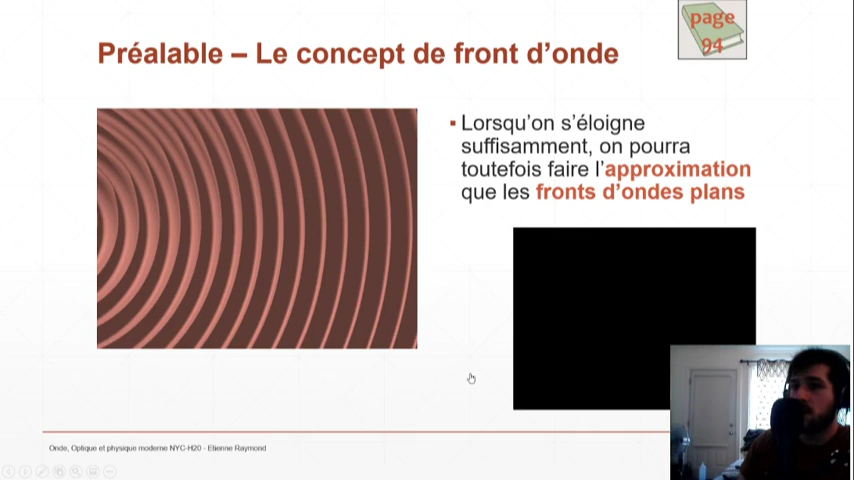 page
94
Préalable – Le concept de front d'onde
▪ Lorsqu'on s'éloigne
suffisamment, on pourra
toutefois faire l'approximation
que les fronts d'ondes plans
Onde, Optique et physique moderne NYC-H20 - Etienne Raymond